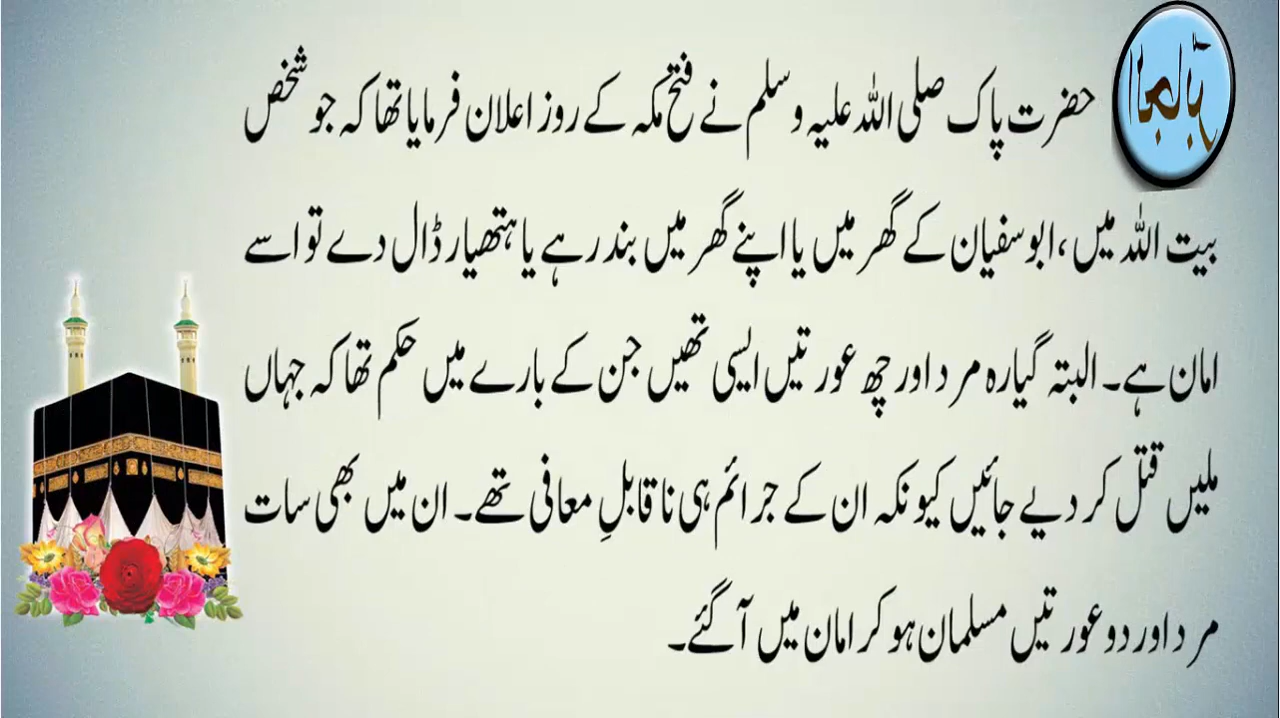 حضرت پاک صلی اللہ علیہ وسلم نے فتح مکہ کے روز اعلان فرمایا تھا کہ جو شخص
بیت اللہ میں، ابوسفیان کے گھر میں یا اپنے گھر میں بند رہے یا ہتھیار ڈال دے تو اسے
امان ہے۔ البتہ گیارہ مرد اور چھ عورتیں ایسی تھیں جن کے بارے میں حکم تھا کہ جہاں
ملیں قتل کر دیے جائیں کیونکہ ان کے جرائم ہی ناقابلِ معافی تھے۔ ان میں بھی سات
مرد اور دو عورتیں مسلمان ہو کر امان میں آ گئے۔